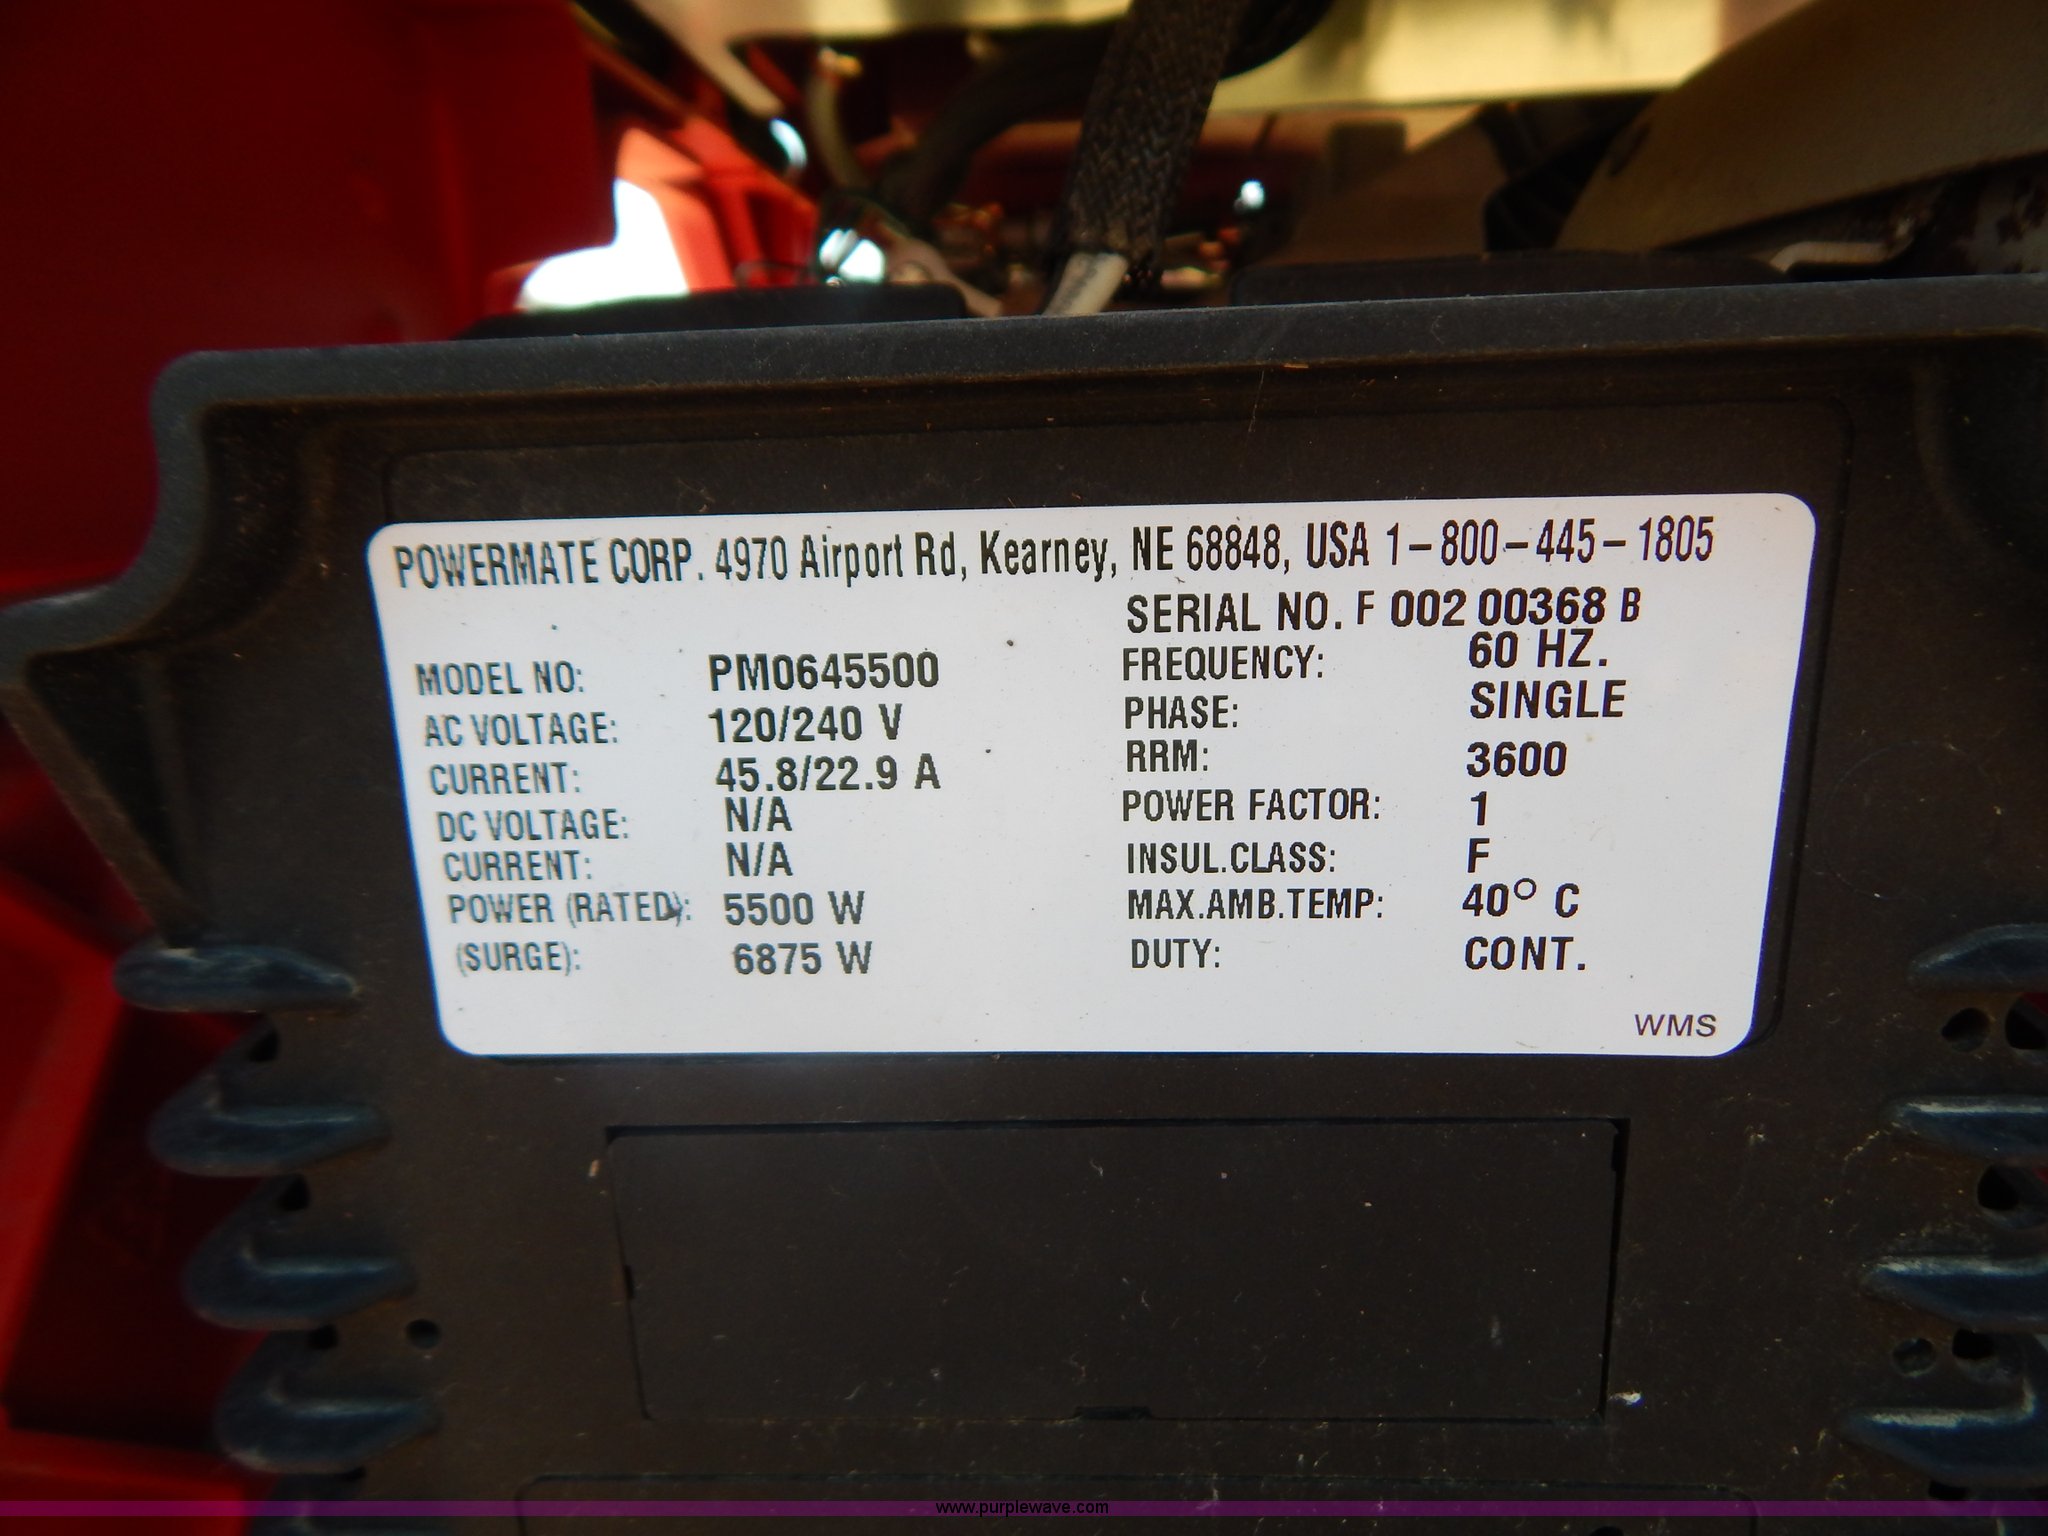 POWERMATE CORP. 4970 Airport Rd, Kearney, NE 68848, USA 1-800-445-1805
SERIAL NO. F 002 00368 B
MODEL NO: PM0645500
AC VOLTAGE: 120/240 V
CURRENT: 45.8/22.9 A
DC VOLTAGE: N/A
CURRENT: N/A
POWER (RATED): 5500 W
(SURGE): 6875 W
FREQUENCY: 60 HZ.
PHASE: SINGLE
RRM: 3600
POWER FACTOR: 1
INSUL.CLASS: F
MAX.AMB.TEMP: 40° C
DUTY: CONT.
WMS
www.purplewave.com